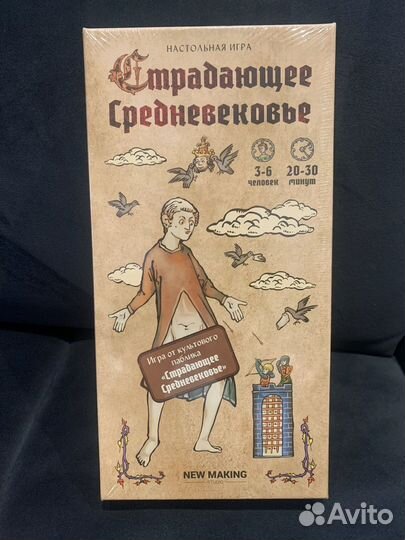 НАСТОЛЬНАЯ ИГРА
Страдающее
Средневековье
3-6
человек
20-30
минут
Игра от культового
паблика
«Страдающее
Средневековье»
NEW MAKING
STUDIO
Avito